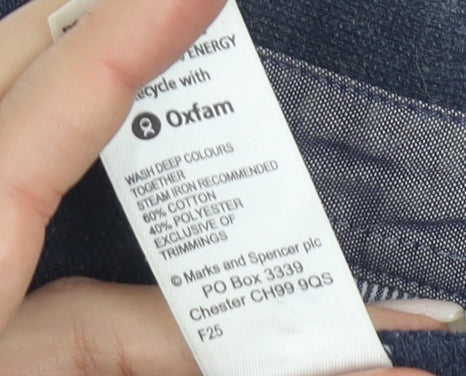 ENERGY
ecycle with
Oxfam
WASH DEEP COLOURS
TOGETHER
STEAM IRON RECOMMENDED
60% COTTON
40% POLYESTER
EXCLUSIVE OF
TRIMMINGS
© Marks and Spencer plc
PO Box 3339
Chester CH99 9QS
F25